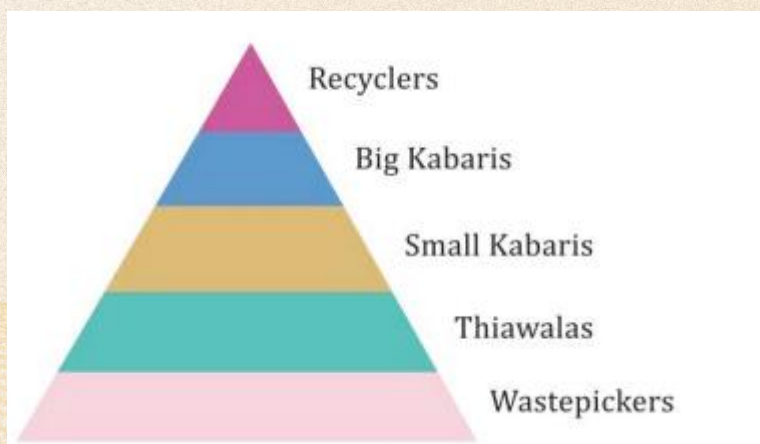 Recyclers
Big Kabaris
Small Kabaris
Thiawalas
Wastepickers